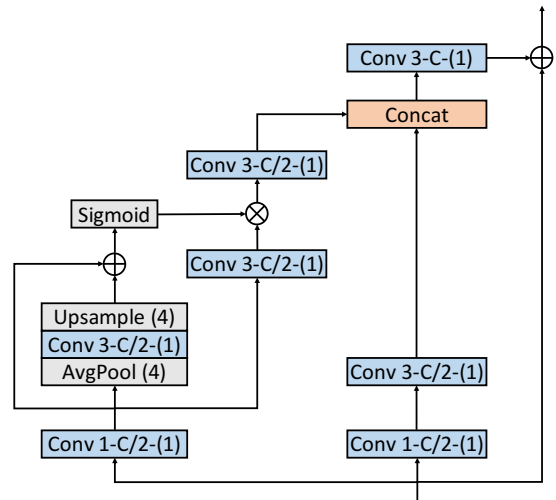 Conv 3-C-(1)
Concat
Conv 3-C/2-(1)
Sigmoid
Conv 3-C/2-(1)
Upsample (4)
Conv 3-C/2-(1)
AvgPool (4)
Conv 3-C/2-(1)
Conv 1-C/2-(1)
Conv 1-C/2-(1)